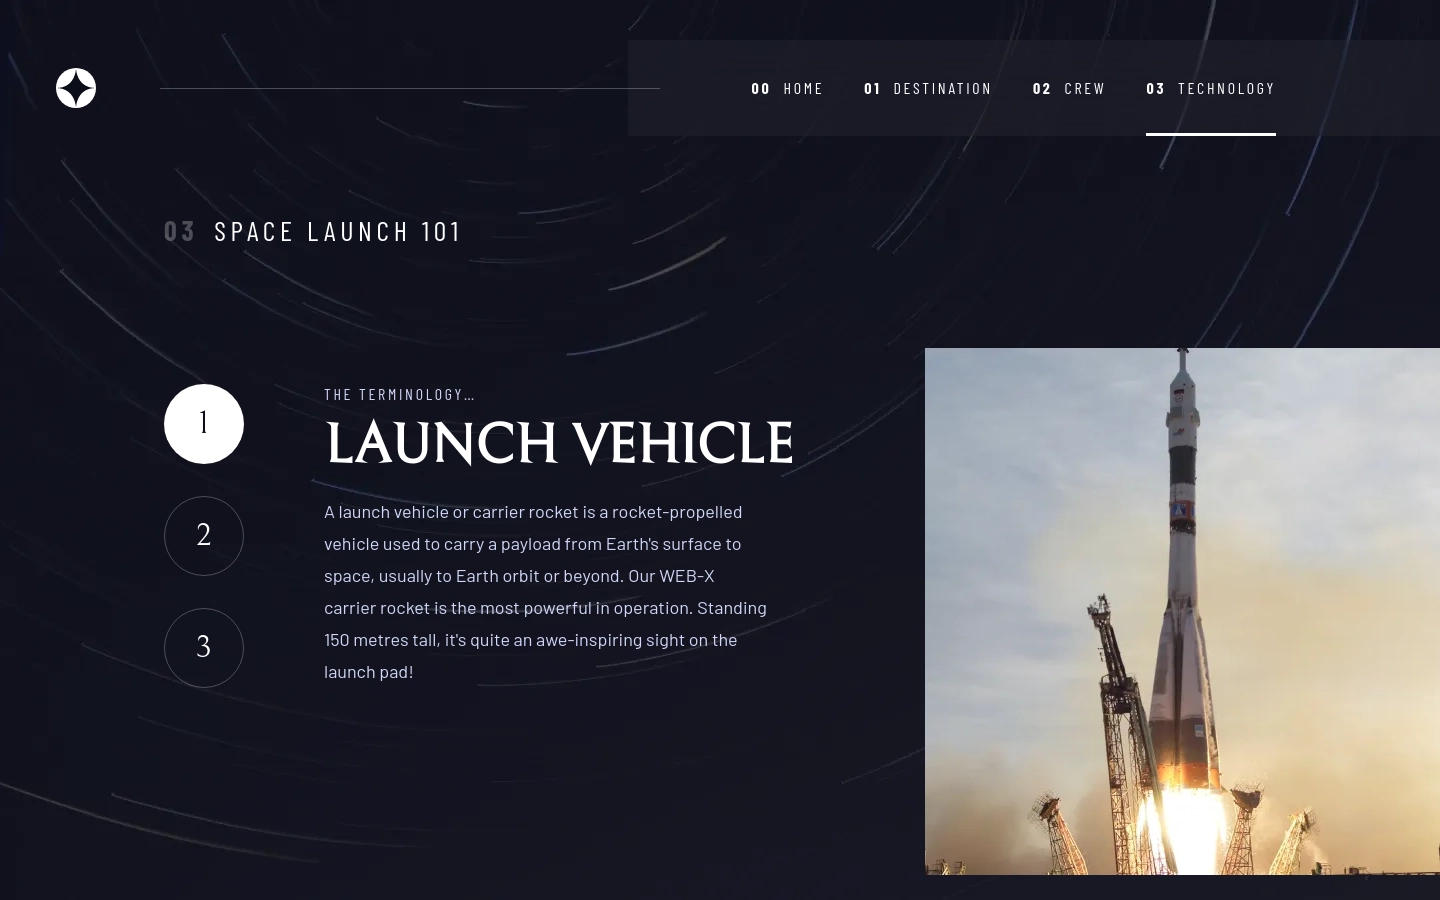 00 HOME 01 DESTINATION 02 CREW 03 TECHNOLOGY
03 SPACE LAUNCH 101
1
2
3
THE TERMINOLOGY...
LAUNCH VEHICLE
A launch vehicle or carrier rocket is a rocket-propelled
vehicle used to carry a payload from Earth's surface to
space, usually to Earth orbit or beyond. Our WEB-X
carrier rocket is the most powerful in operation. Standing
150 metres tall, it's quite an awe-inspiring sight on the
launch pad!